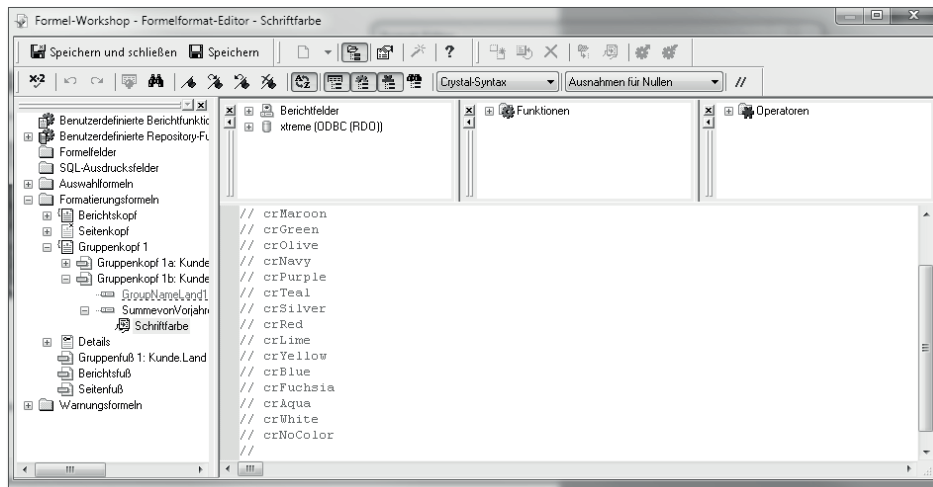 Formel-Workshop - Formelformat-Editor - Schriftfarbe
Speichern und schließen Speichern ?
X-2 Crystal-Syntax Ausnahmen für Nullen //
Benutzerdefinierte Berichtfunktic
Benutzerdefinierte Repository-Fu
Formelfelder
SQL-Ausdrucksfelder
Auswahlformeln
Formatierungsformeln
Berichtskopf
Seitenkopf
Gruppenkopf 1
Gruppenkopf 1a: Kunde
Gruppenkopf 1b: Kunde
GroupNameLand1
SummevonVorjahre
Schriftfarbe
Details
Gruppenfuß 1: Kunde.Land
Berichtsfuß
Seitenfuß
Warnungsformeln
Berichtfelder
xtreme (ODBC (RDO))
Funktionen
Operatoren
// crMaroon
// crGreen
// crOlive
// crNavy
// crPurple
// crTeal
// crSilver
// crRed
// crLime
// crYellow
// crBlue
// crFuchsia
// crAqua
// crWhite
// crNoColor
//